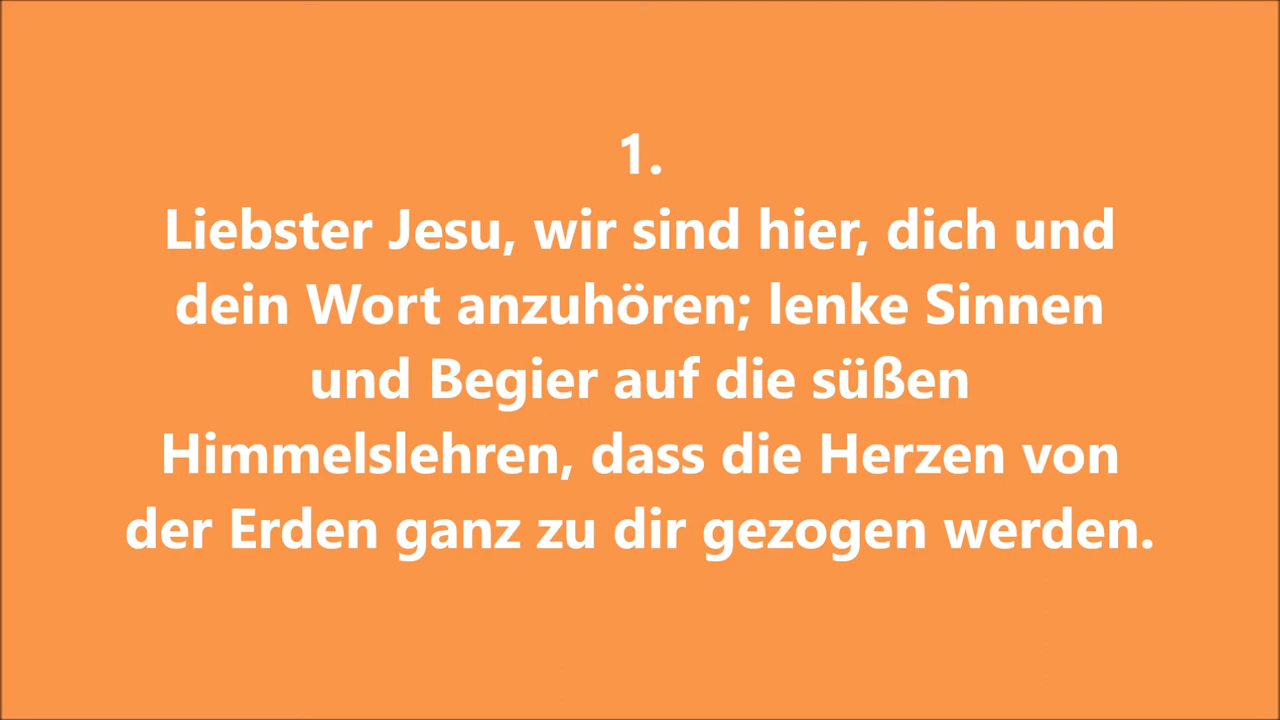 1.
Liebster Jesu, wir sind hier, dich und
dein Wort anzuhören; lenke Sinnen
und Begier auf die süßen
Himmelslehren, dass die Herzen von
der Erden ganz zu dir gezogen werden.